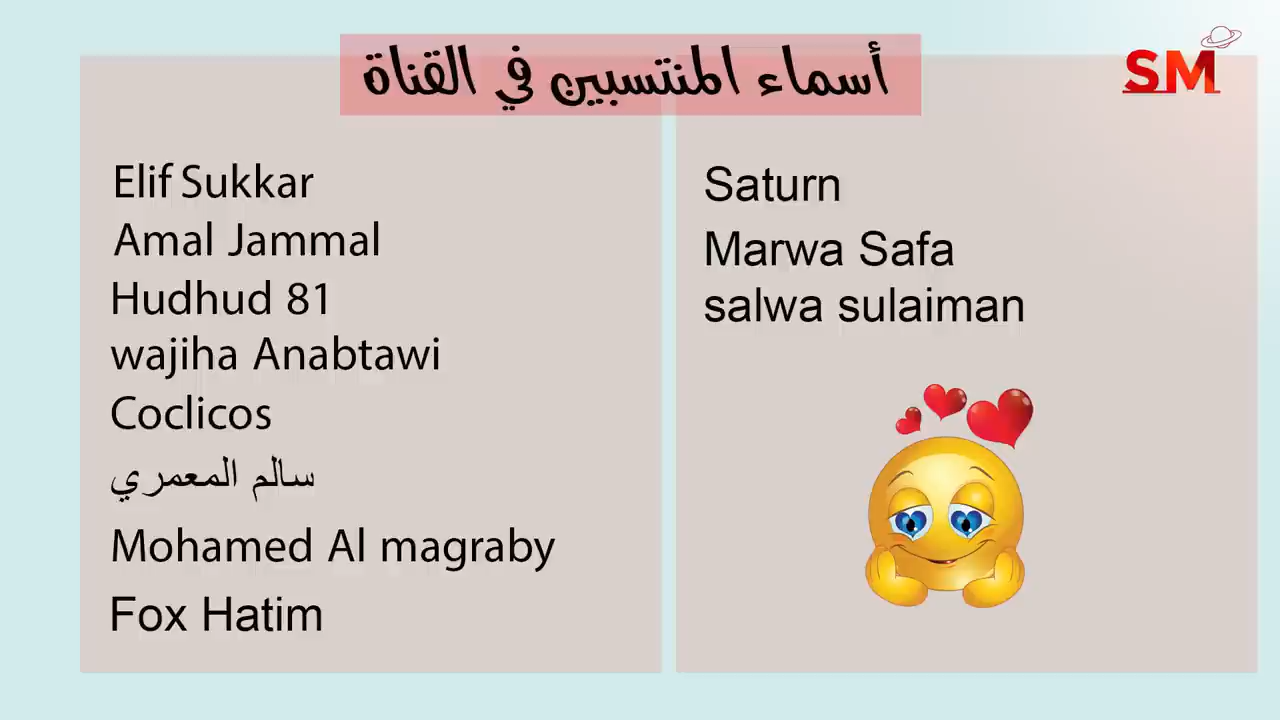 أسماء المنتسبين في القناة
SM
Elif Sukkar
Amal Jammal
Hudhud 81
wajiha Anabtawi
Coclicos
سالم المعمري
Mohamed Al magraby
Fox Hatim
Saturn
Marwa Safa
salwa sulaiman